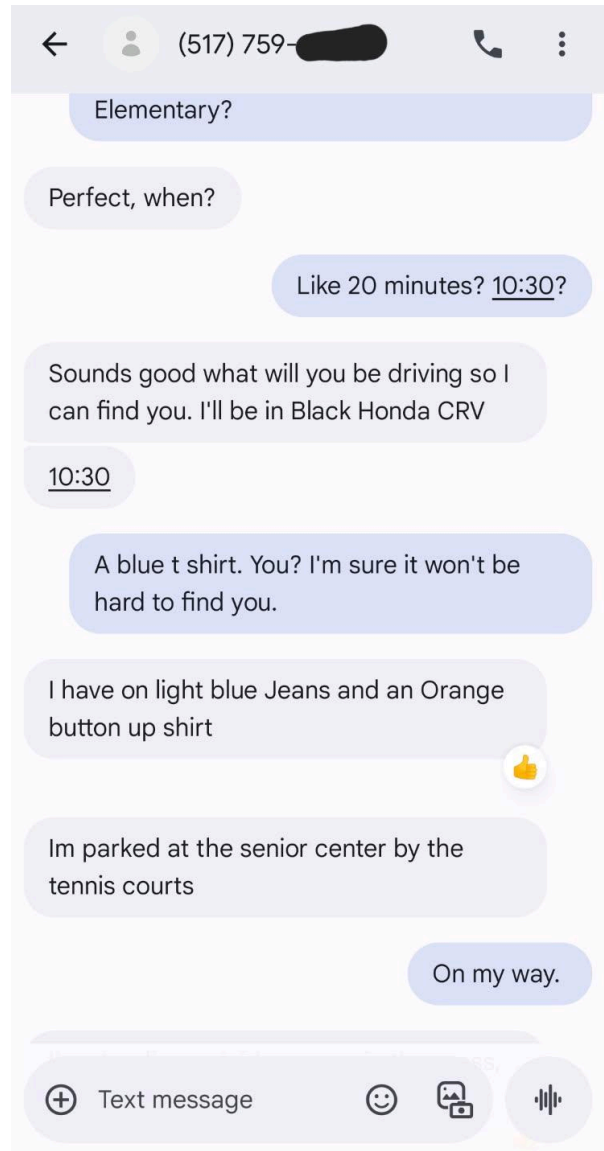 (517) 759-
Elementary?
Perfect, when?
Like 20 minutes? 10:30?
Sounds good what will you be driving so I
can find you. I'll be in Black Honda CRV
10:30
A blue t shirt. You? I'm sure it won't be
hard to find you.
I have on light blue Jeans and an Orange
button up shirt
Im parked at the senior center by the
tennis courts
On my way.
Text message